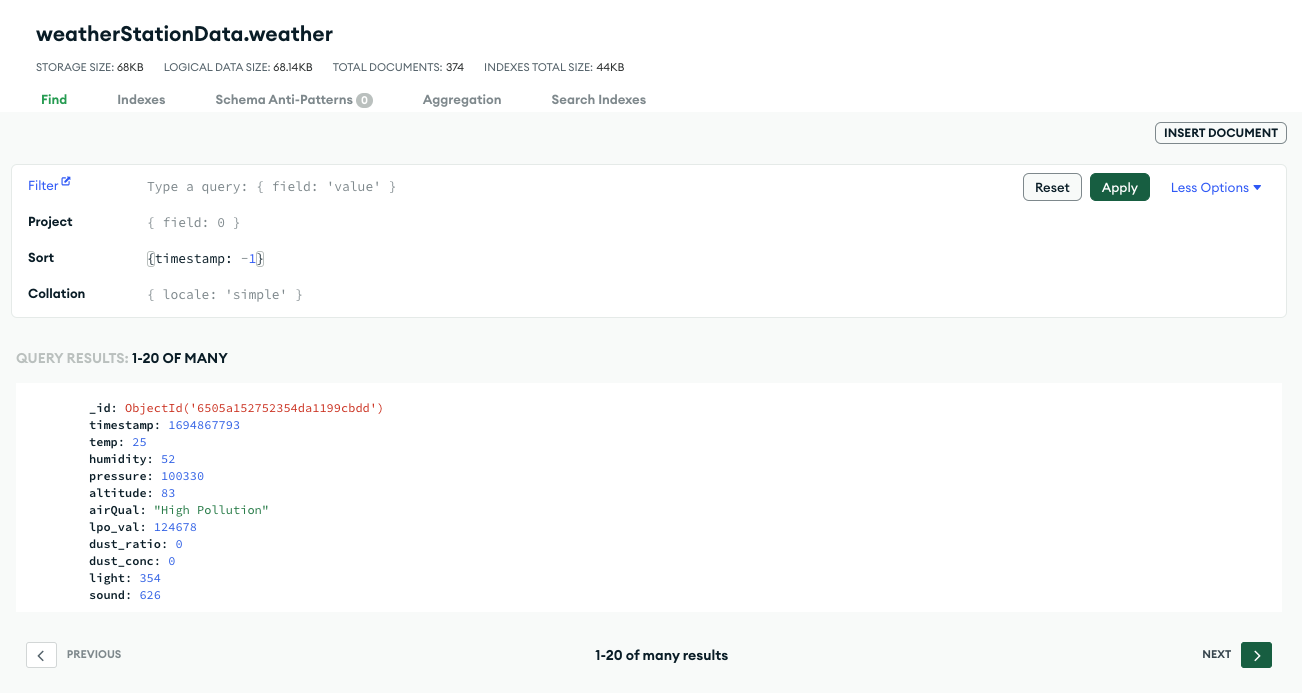 weatherStationData.weather
STORAGE SIZE: 68KB LOGICAL DATA SIZE: 68.14KB TOTAL DOCUMENTS: 374 INDEXES TOTAL SIZE: 44KB
Find Indexes Schema Anti-Patterns 0 Aggregation Search Indexes
INSERT DOCUMENT
Filter Type a query: { field: 'value' } Reset Apply Less Options
Project { field: 0 }
Sort {timestamp: -1}
Collation { locale: 'simple' }
QUERY RESULTS: 1-20 OF MANY
_id: ObjectId('6505a152752354da1199cbdd')
timestamp: 1694867793
temp: 25
humidity: 52
pressure: 100330
altitude: 83
airQual: "High Pollution"
lpo_val: 124678
dust_ratio: 0
dust_conc: 0
light: 354
sound: 626
PREVIOUS 1-20 of many results NEXT